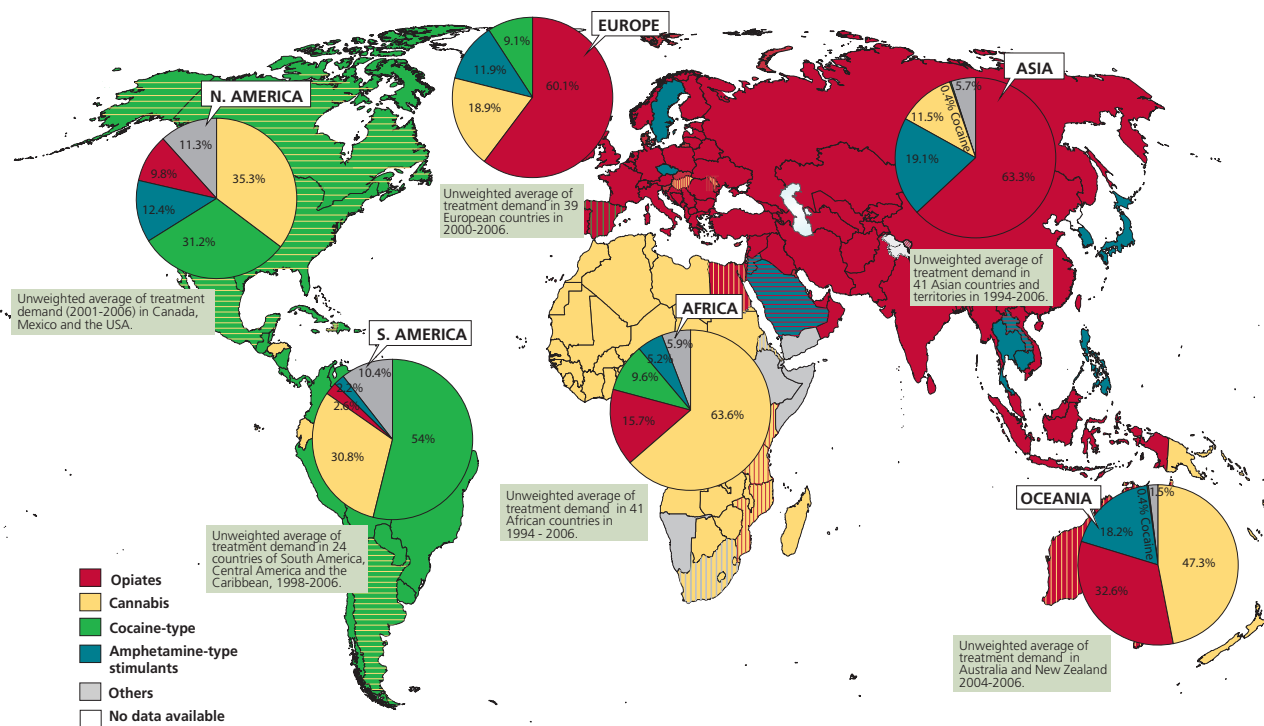 EUROPE
9.1%
11.9%
60.1%
18.9%
Unweighted average of
treatment demand in 39
European countries in
2000-2006.
ASIA
5.7%
0.4% Cocaine
11.5%
19.1%
63.3%
Unweighted average of
treatment demand in
41 Asian countries and
territories in 1994-2006.
N. AMERICA
11.3%
9.8%
35.3%
12.4%
31.2%
Unweighted average of treatment
demand (2001-2006) in Canada,
Mexico and the USA.
S. AMERICA
10.4%
54%
30.8%
Unweighted average of
treatment demand in 24
countries of South America,
Central America and the
Caribbean, 1998-2006.
AFRICA
5.9%
5.2%
9.6%
63.6%
15.7%
Unweighted average of
treatment demand in 41
African countries in
1994 - 2006.
OCEANIA
1.5%
0.4% Cocaine
18.2%
47.3%
32.6%
Unweighted average of
treatment demand in
Australia and New Zealand
2004-2006.
Opiates
Cannabis
Cocaine-type
Amphetamine-type
stimulants
Others
No data available